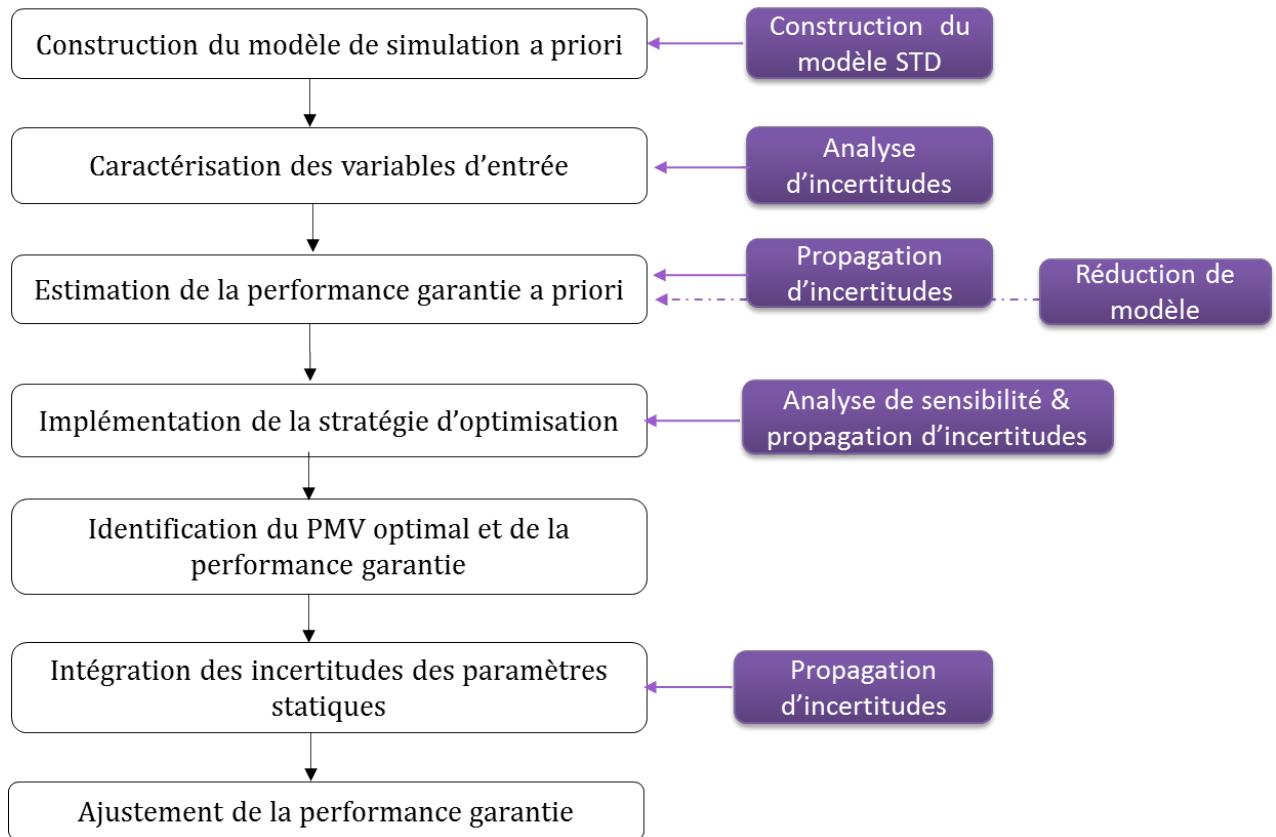 Construction du modèle de simulation a priori
Construction du
modèle STD
Caractérisation des variables d'entrée
Analyse
d'incertitudes
Estimation de la performance garantie a priori
Propagation
d'incertitudes
Réduction de
modèle
Implémentation de la stratégie d'optimisation
Analyse de sensibilité &
propagation d'incertitudes
Identification du PMV optimal et de la
performance garantie
Intégration des incertitudes des paramètres
statiques
Propagation
d'incertitudes
Ajustement de la performance garantie